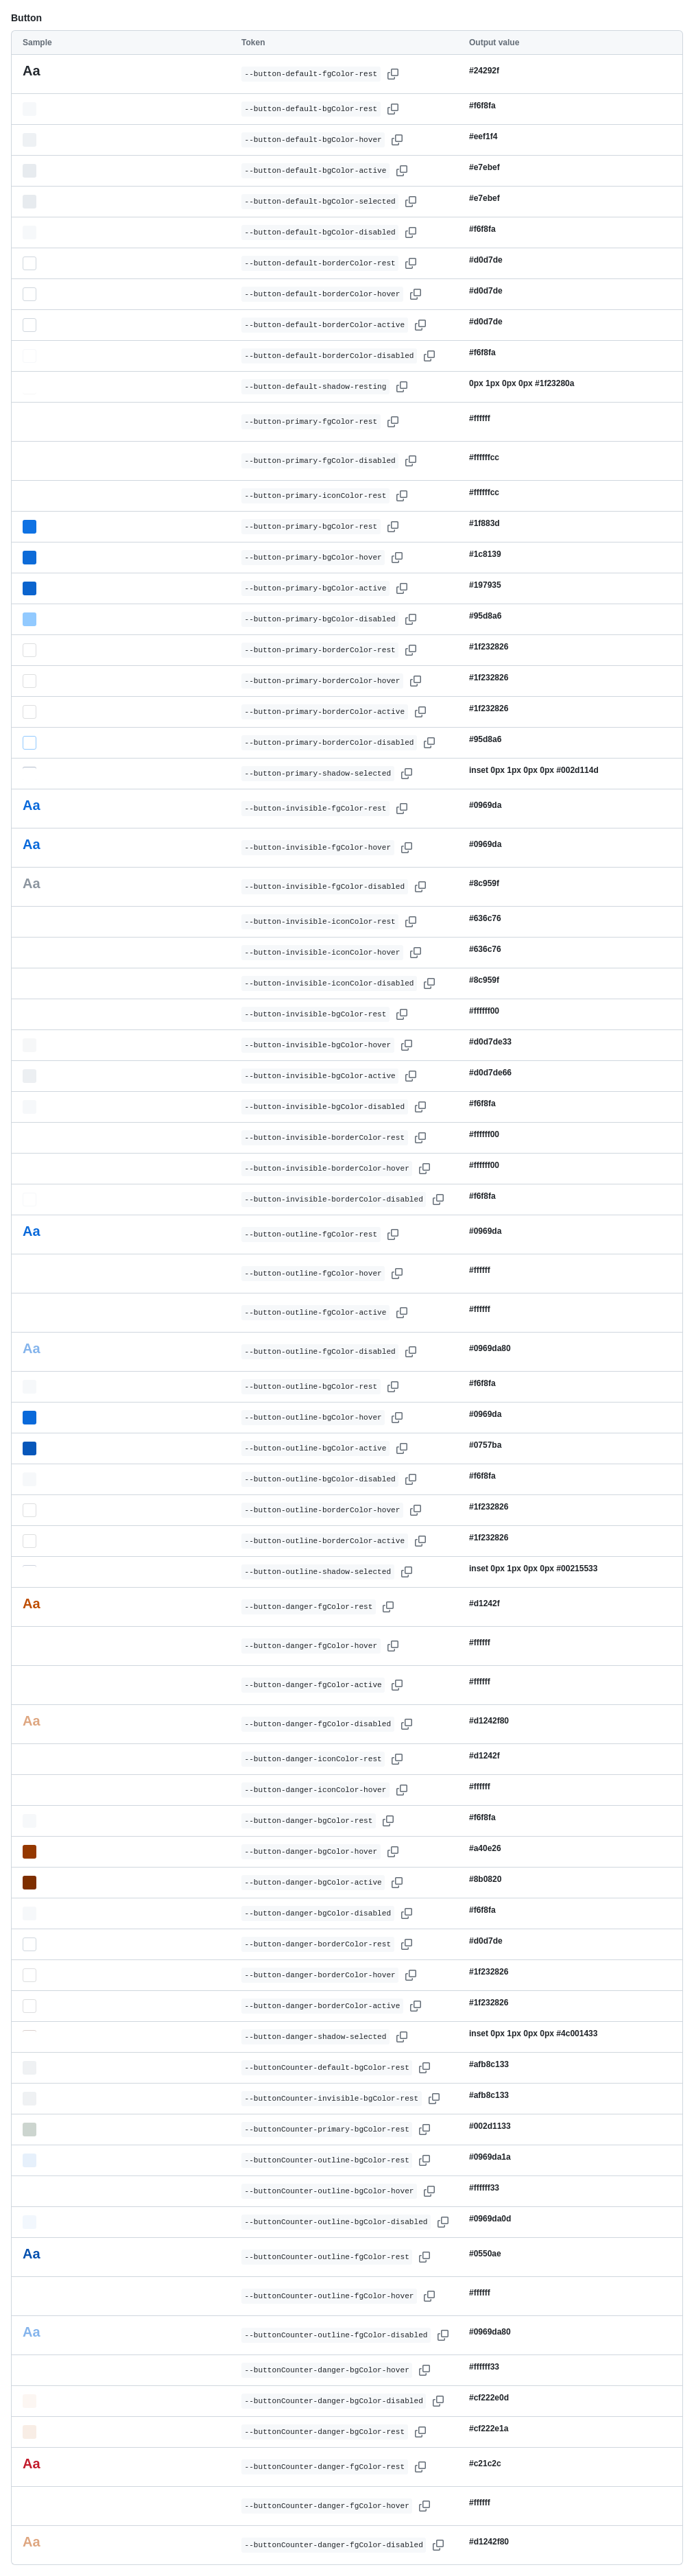 Button
Sample Token Output value
Aa --button-default-fgColor-rest #24292f
--button-default-bgColor-rest #f6f8fa
--button-default-bgColor-hover #eef1f4
--button-default-bgColor-active #e7ebef
--button-default-bgColor-selected #e7ebef
--button-default-bgColor-disabled #f6f8fa
--button-default-borderColor-rest #d0d7de
--button-default-borderColor-hover #d0d7de
--button-default-borderColor-active #d0d7de
--button-default-borderColor-disabled #f6f8fa
--button-default-shadow-resting 0px 1px 0px 0px #1f23280a
--button-primary-fgColor-rest #ffffff
--button-primary-fgColor-disabled #ffffffcc
--button-primary-iconColor-rest #ffffffcc
--button-primary-bgColor-rest #1f883d
--button-primary-bgColor-hover #1c8139
--button-primary-bgColor-active #197935
--button-primary-bgColor-disabled #95d8a6
--button-primary-borderColor-rest #1f232826
--button-primary-borderColor-hover #1f232826
--button-primary-borderColor-active #1f232826
--button-primary-borderColor-disabled #95d8a6
--button-primary-shadow-selected inset 0px 1px 0px 0px #002d114d
Aa --button-invisible-fgColor-rest #0969da
Aa --button-invisible-fgColor-hover #0969da
Aa --button-invisible-fgColor-disabled #8c959f
--button-invisible-iconColor-rest #636c76
--button-invisible-iconColor-hover #636c76
--button-invisible-iconColor-disabled #8c959f
--button-invisible-bgColor-rest #ffffff00
--button-invisible-bgColor-hover #d0d7de33
--button-invisible-bgColor-active #d0d7de66
--button-invisible-bgColor-disabled #f6f8fa
--button-invisible-borderColor-rest #ffffff00
--button-invisible-borderColor-hover #ffffff00
--button-invisible-borderColor-disabled #f6f8fa
Aa --button-outline-fgColor-rest #0969da
--button-outline-fgColor-hover #ffffff
--button-outline-fgColor-active #ffffff
Aa --button-outline-fgColor-disabled #0969da80
--button-outline-bgColor-rest #f6f8fa
--button-outline-bgColor-hover #0969da
--button-outline-bgColor-active #0757ba
--button-outline-bgColor-disabled #f6f8fa
--button-outline-borderColor-hover #1f232826
--button-outline-borderColor-active #1f232826
--button-outline-shadow-selected inset 0px 1px 0px 0px #00215533
Aa --button-danger-fgColor-rest #d1242f
--button-danger-fgColor-hover #ffffff
--button-danger-fgColor-active #ffffff
Aa --button-danger-fgColor-disabled #d1242f80
--button-danger-iconColor-rest #d1242f
--button-danger-iconColor-hover #ffffff
--button-danger-bgColor-rest #f6f8fa
--button-danger-bgColor-hover #a40e26
--button-danger-bgColor-active #8b0820
--button-danger-bgColor-disabled #f6f8fa
--button-danger-borderColor-rest #d0d7de
--button-danger-borderColor-hover #1f232826
--button-danger-borderColor-active #1f232826
--button-danger-shadow-selected inset 0px 1px 0px 0px #4c001433
--buttonCounter-default-bgColor-rest #afb8c133
--buttonCounter-invisible-bgColor-rest #afb8c133
--buttonCounter-primary-bgColor-rest #002d1133
--buttonCounter-outline-bgColor-rest #0969da1a
--buttonCounter-outline-bgColor-hover #ffffff33
--buttonCounter-outline-bgColor-disabled #0969da0d
Aa --buttonCounter-outline-fgColor-rest #0550ae
--buttonCounter-outline-fgColor-hover #ffffff
Aa --buttonCounter-outline-fgColor-disabled #0969da80
--buttonCounter-danger-bgColor-hover #ffffff33
--buttonCounter-danger-bgColor-disabled #cf222e0d
--buttonCounter-danger-bgColor-rest #cf222e1a
Aa --buttonCounter-danger-fgColor-rest #c21c2c
--buttonCounter-danger-fgColor-hover #ffffff
Aa --buttonCounter-danger-fgColor-disabled #d1242f80